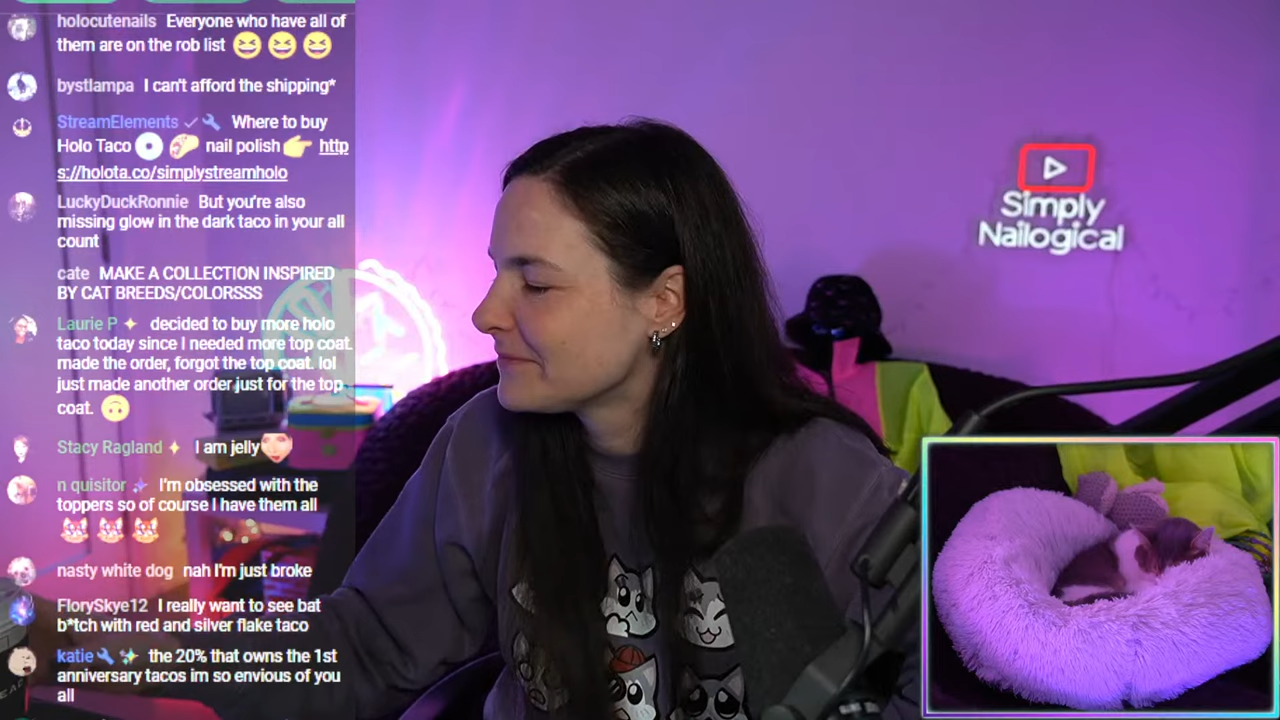 holocutenails Everyone who have all of
them are on the rob list
bystlampa I can't afford the shipping*
StreamElements Where to buy
Holo Taco nail polish http
s://holota.co/simplystreamholo
LuckyDuckRonnie But you're also
missing glow in the dark taco in your all
count
cate MAKE A COLLECTION INSPIRED
BY CAT BREEDS/COLORSSS
Laurie P decided to buy more holo
taco today since I needed more top coat.
made the order, forgot the top coat. lol
just made another order just for the top
coat.
Stacy Ragland I am jelly
n quisitor I'm obsessed with the
toppers so of course I have them all
nasty white dog nah I'm just broke
FlorySkye12 I really want to see bat
b*tch with red and silver flake taco
katie the 20% that owns the 1st
anniversary tacos im so envious of you
all
Simply
Nailogical